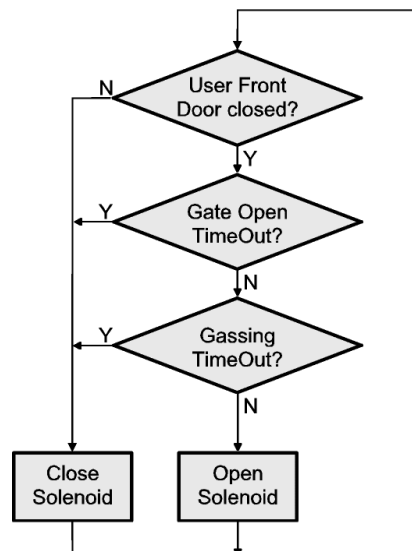 User Front
Door closed?
N
Y
Gate Open
TimeOut?
Y
N
Gassing
TimeOut?
Y
N
Close
Solenoid
Open
Solenoid